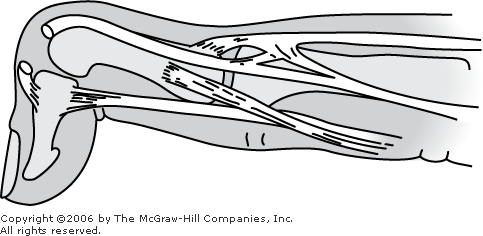 Copyright ©2006 by The McGraw-Hill Companies, Inc.
All rights reserved.